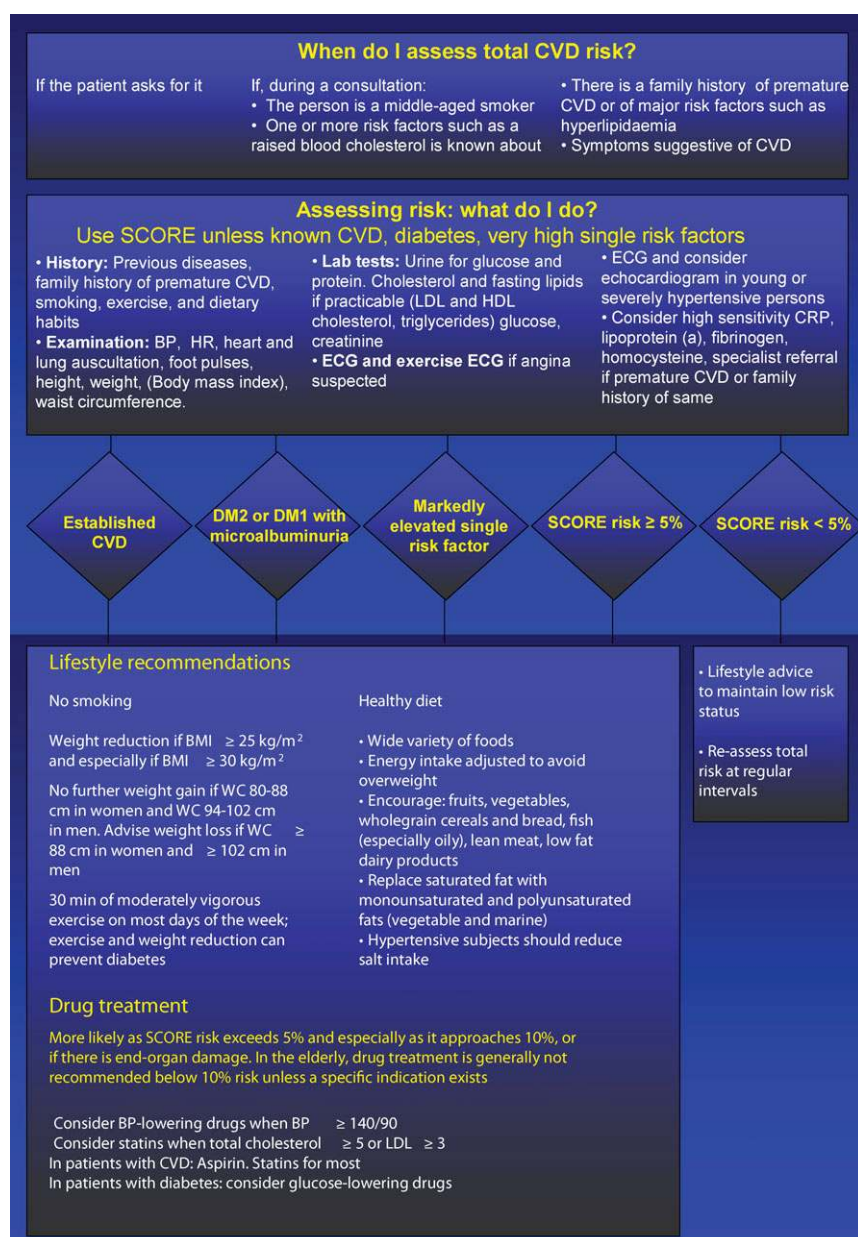 When do I assess total CVD risk?
If the patient asks for it
If, during a consultation:
• The person is a middle-aged smoker
• One or more risk factors such as a
raised blood cholesterol is known about
• There is a family history of premature
CVD or of major risk factors such as
hyperlipidaemia
• Symptoms suggestive of CVD
Assessing risk: what do I do?
Use SCORE unless known CVD, diabetes, very high single risk factors
• History: Previous diseases,
family history of premature CVD,
smoking, exercise, and dietary
habits
• Examination: BP, HR, heart and
lung auscultation, foot pulses,
height, weight, (Body mass index),
waist circumference.
• Lab tests: Urine for glucose and
protein. Cholesterol and fasting lipids
if practicable (LDL and HDL
cholesterol, triglycerides) glucose,
creatinine
• ECG and exercise ECG if angina
suspected
• ECG and consider
echocardiogram in young or
severely hypertensive persons
• Consider high sensitivity CRP,
lipoprotein (a), fibrinogen,
homocysteine, specialist referral
if premature CVD or family
history of same
Established
CVD
DM2 or DM1 with
microalbuminuria
Markedly
elevated single
risk factor
SCORE risk ≥ 5%
SCORE risk < 5%
Lifestyle recommendations
No smoking
Weight reduction if BMI ≥ 25 kg/m²
and especially if BMI ≥ 30 kg/m²
No further weight gain if WC 80-88
cm in women and WC 94-102 cm
in men. Advise weight loss if WC ≥
88 cm in women and ≥ 102 cm in
men
30 min of moderately vigorous
exercise on most days of the week;
exercise and weight reduction can
prevent diabetes
Healthy diet
• Wide variety of foods
• Energy intake adjusted to avoid
overweight
• Encourage: fruits, vegetables,
wholegrain cereals and bread, fish
(especially oily), lean meat, low fat
dairy products
• Replace saturated fat with
monounsaturated and polyunsaturated
fats (vegetable and marine)
• Hypertensive subjects should reduce
salt intake
• Lifestyle advice
to maintain low risk
status
• Re-assess total
risk at regular
intervals
Drug treatment
More likely as SCORE risk exceeds 5% and especially as it approaches 10%, or
if there is end-organ damage. In the elderly, drug treatment is generally not
recommended below 10% risk unless a specific indication exists
Consider BP-lowering drugs when BP ≥ 140/90
Consider statins when total cholesterol ≥ 5 or LDL ≥ 3
In patients with CVD: Aspirin. Statins for most
In patients with diabetes: consider glucose-lowering drugs